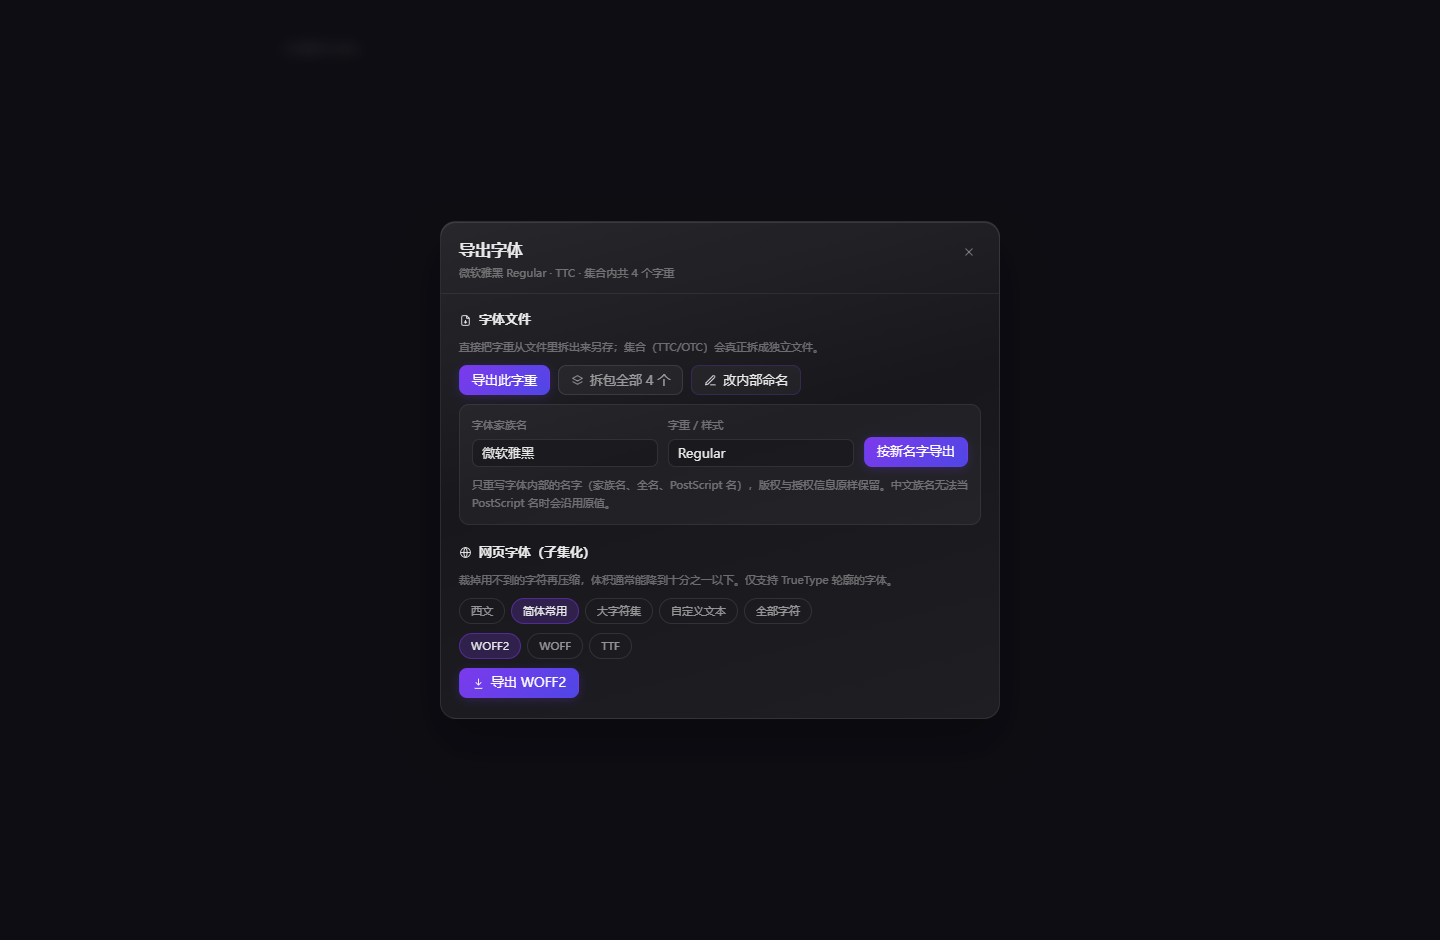 导出字体
微软雅黑 Regular · TTC · 集合内共 4 个字重
字体文件
直接把字重从文件里拆出来另存；集合（TTC/OTC）会真正拆成独立文件。
导出此字重 拆包全部 4 个 改内部命名
字体家族名 字重 / 样式
微软雅黑 Regular 按新名字导出
只重写字体内部的名字（家族名、全名、PostScript 名），版权与授权信息原样保留。中文族名无法当
PostScript 名时会沿用原值。
网页字体（子集化）
裁掉用不到的字符再压缩，体积通常能降到十分之一以下。仅支持 TrueType 轮廓的字体。
西文 简体常用 大字符集 自定义文本 全部字符
WOFF2 WOFF TTF
导出 WOFF2